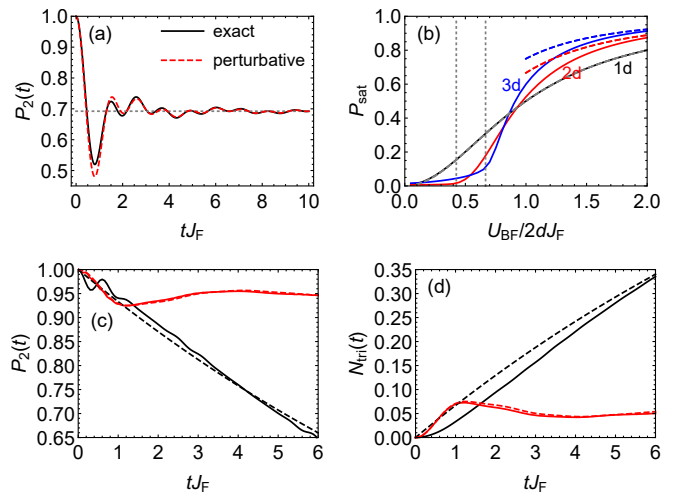 (a)
exact
perturbative
P2(t)
1.0
0.9
0.8
0.7
0.6
0.5
0 2 4 6 8 10
tJF
(b)
3d
2d
1d
Psat
1.0
0.8
0.6
0.4
0.2
0.0
0.0 0.5 1.0 1.5 2.0
UBF/2dJF
(c)
P2(t)
1.00
0.95
0.90
0.85
0.80
0.75
0.70
0.65
0 1 2 3 4 5 6
tJF
(d)
Ntri(t)
0.35
0.30
0.25
0.20
0.15
0.10
0.05
0.00
0 1 2 3 4 5 6
tJF